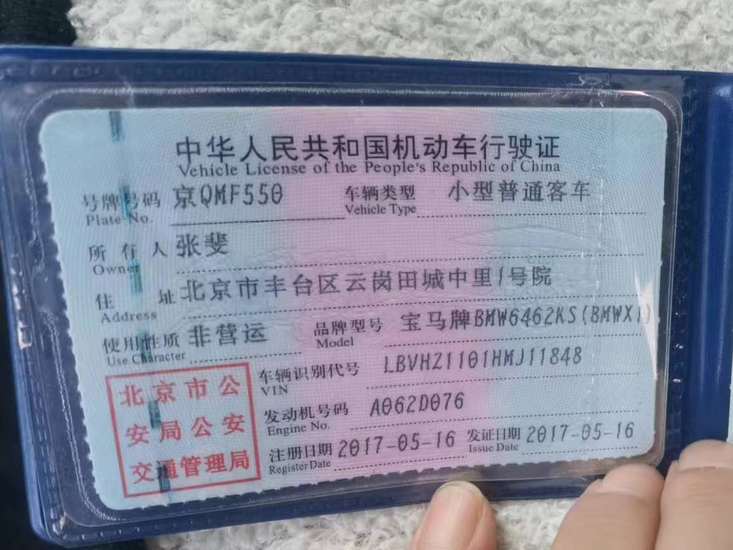 中华人民共和国机动车行驶证
Vehicle License of the People's Republic of China
号牌号码 京QMF550 车辆类型 小型普通客车
Plate No. Vehicle Type
所有人 张斐
Owner
住址 北京市丰台区云岗田城中里1号院
Address
使用性质 非营运 品牌型号 宝马牌BMW6462KS(BMWX1)
Use Character Model
北京市公
安局公安
交通管理局
车辆识别代号 LBVHZ1101HMJ11848
VIN
发动机号码 A062D076
Engine No.
注册日期 2017-05-16 发证日期 2017-05-16
Register Date Issue Date